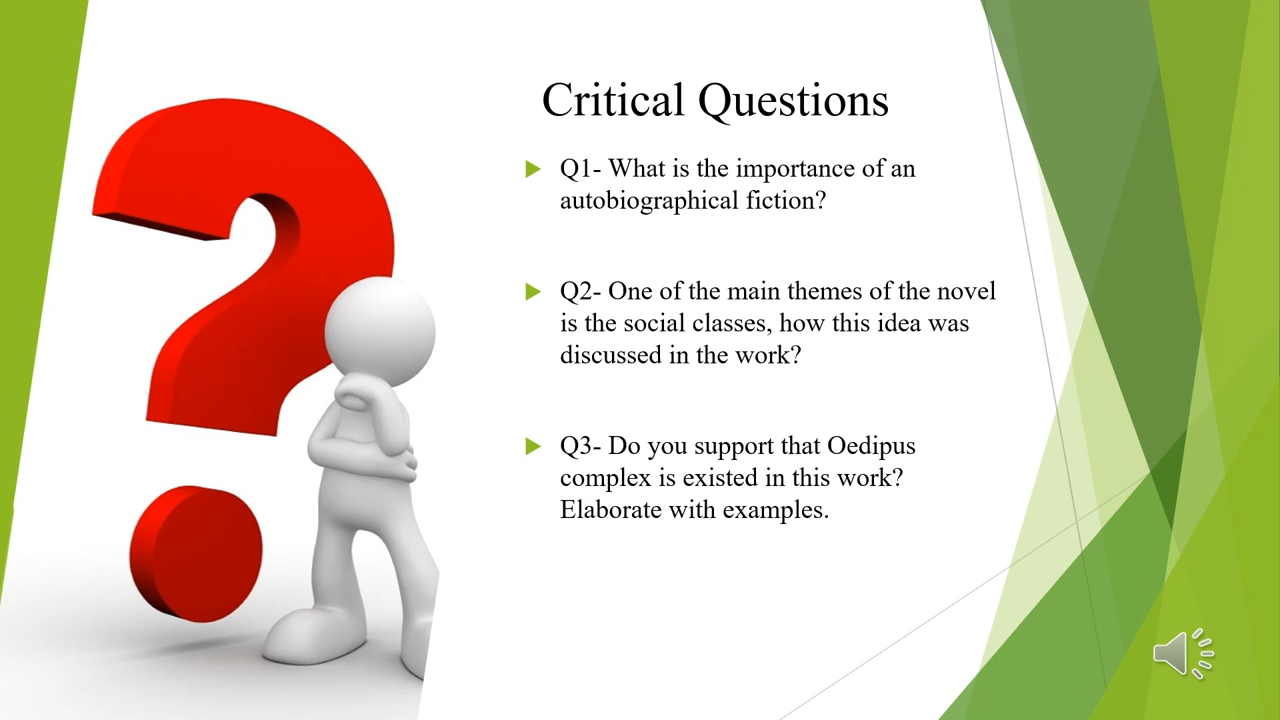 Critical Questions
Q1- What is the importance of an
autobiographical fiction?
Q2- One of the main themes of the novel
is the social classes, how this idea was
discussed in the work?
Q3- Do you support that Oedipus
complex is existed in this work?
Elaborate with examples.